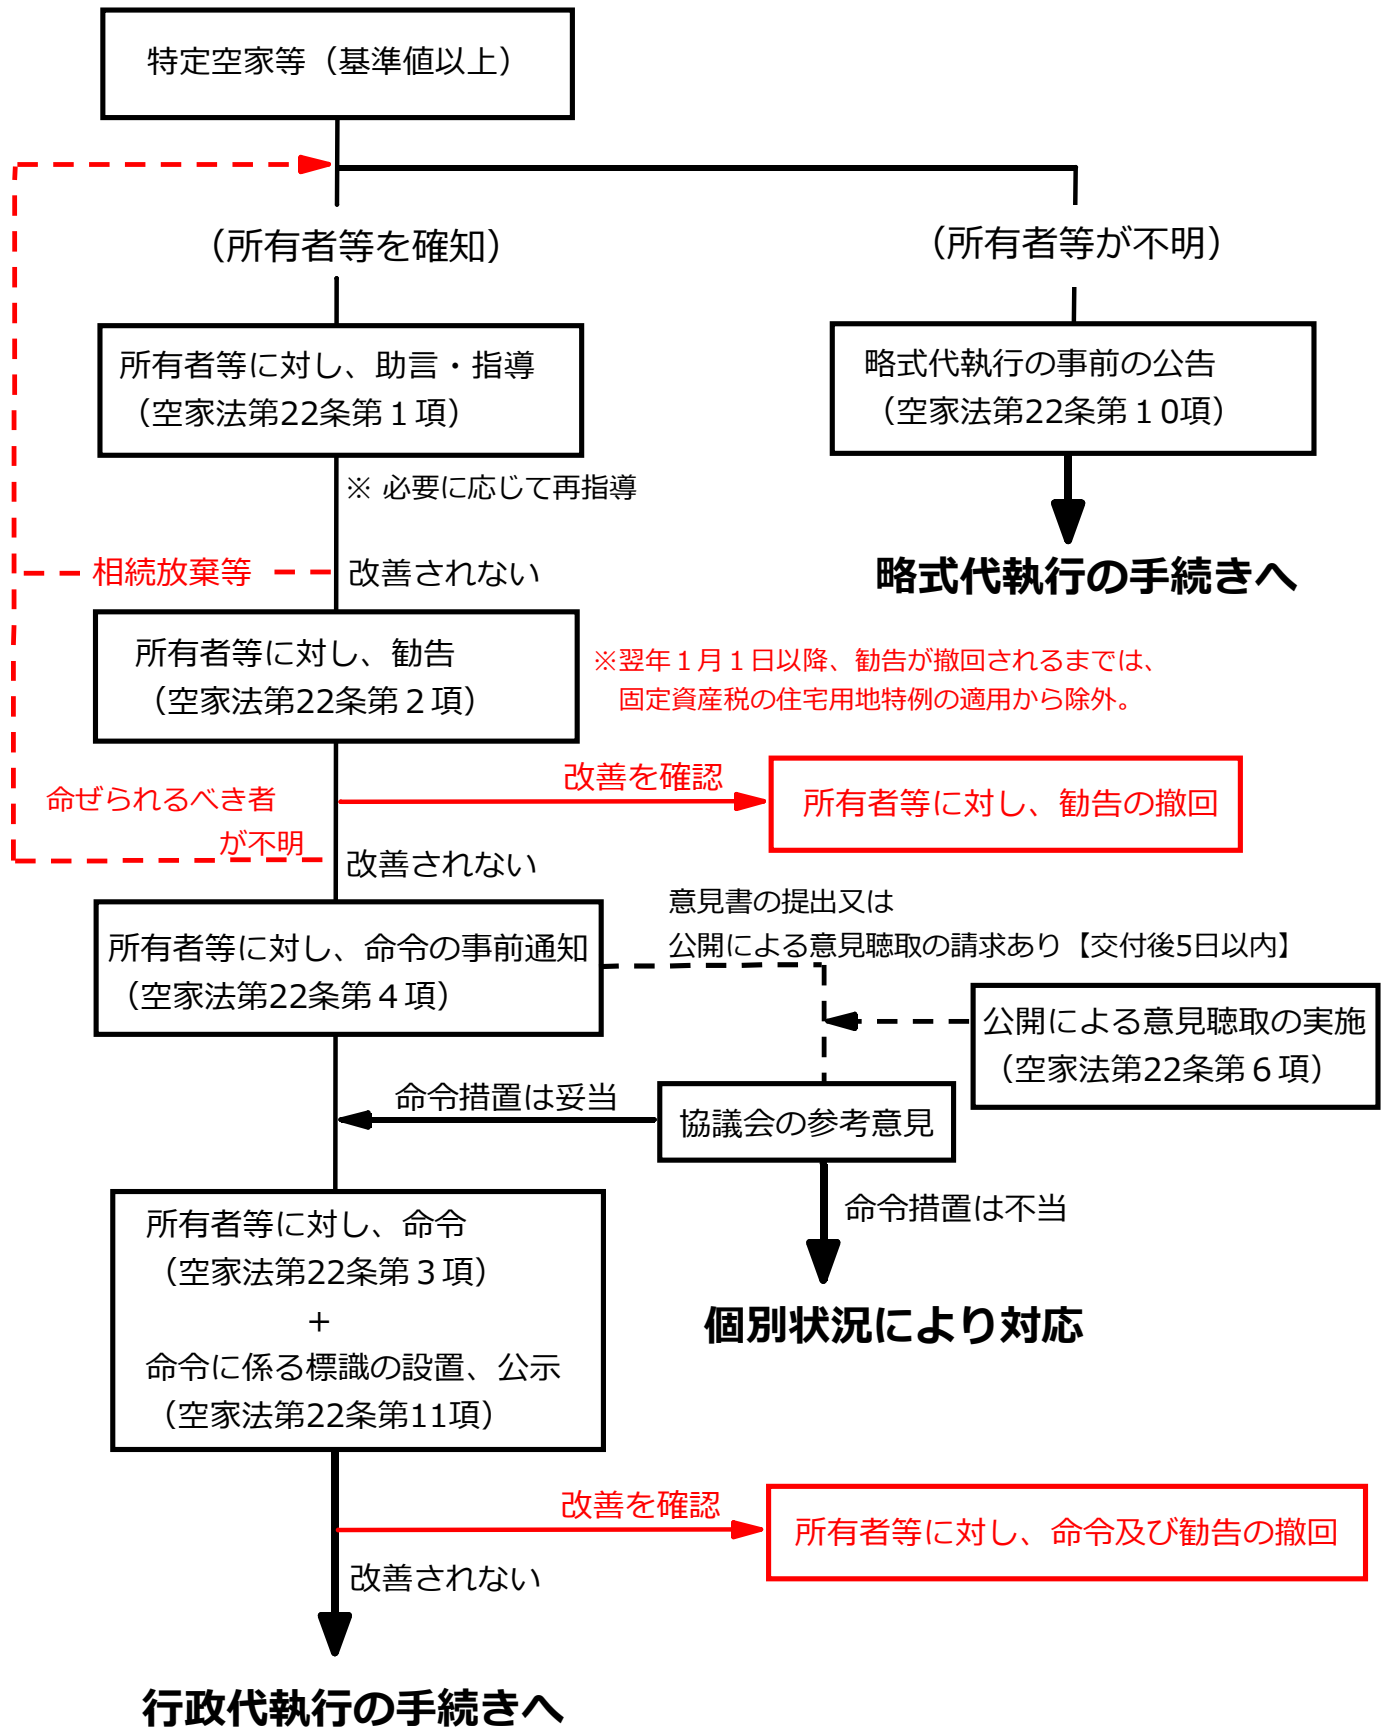 特定空家等（基準値以上）
（所有者等を確知）
（所有者等が不明）
所有者等に対し、助言・指導
（空家法第22条第１項）
略式代執行の事前の公告
（空家法第22条第１0項）
※ 必要に応じて再指導
相続放棄等
改善されない
略式代執行の手続きへ
所有者等に対し、勧告
（空家法第22条第２項）
※翌年１月１日以降、勧告が撤回されるまでは、
固定資産税の住宅用地特例の適用から除外。
改善を確認
所有者等に対し、勧告の撤回
命ぜられるべき者
が不明
改善されない
意見書の提出又は
公開による意見聴取の請求あり【交付後5日以内】
所有者等に対し、命令の事前通知
（空家法第22条第４項）
公開による意見聴取の実施
（空家法第22条第６項）
命令措置は妥当
協議会の参考意見
命令措置は不当
所有者等に対し、命令
（空家法第22条第３項）
＋
命令に係る標識の設置、公示
（空家法第22条第11項）
個別状況により対応
改善を確認
所有者等に対し、命令及び勧告の撤回
改善されない
行政代執行の手続きへ